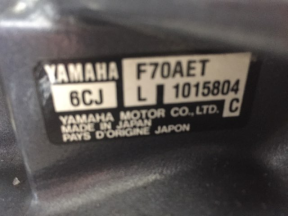 YAMAHA F70AET
6CJ L 1015804
C
YAMAHA MOTOR CO., LTD.
MADE IN JAPAN
PAYS D'ORIGINE JAPON